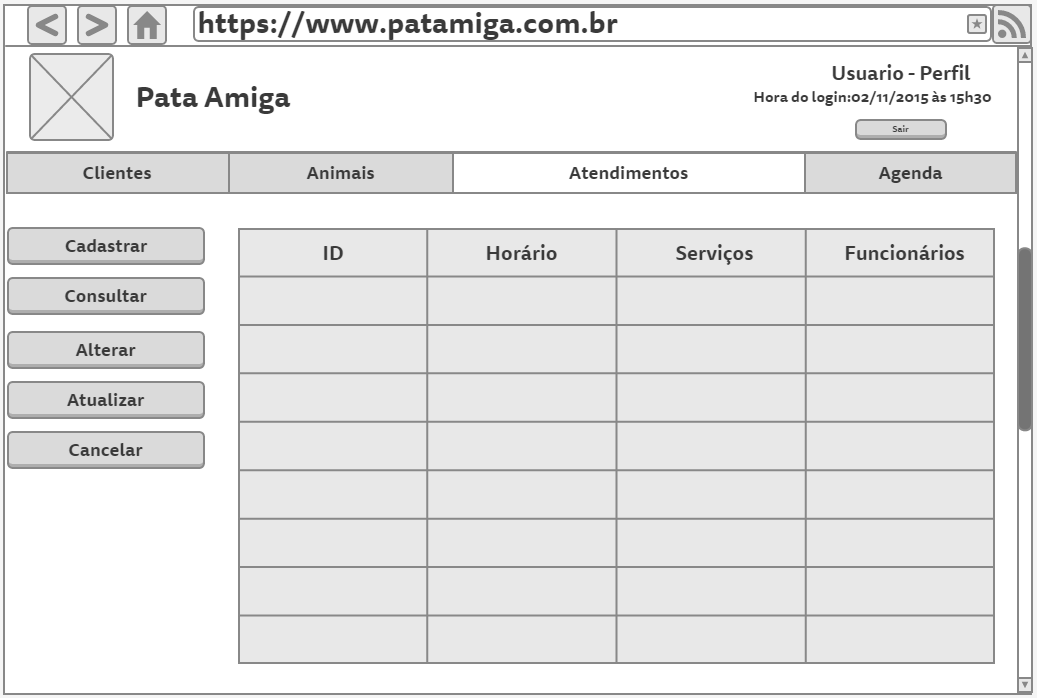 https://www.patamiga.com.br
Usuario - Perfil
Pata Amiga
Hora do login:02/11/2015 às 15h30
Sair
Clientes Animais Atendimentos Agenda
Cadastrar
ID Horário Serviços Funcionários
Consultar
Alterar
Atualizar
Cancelar